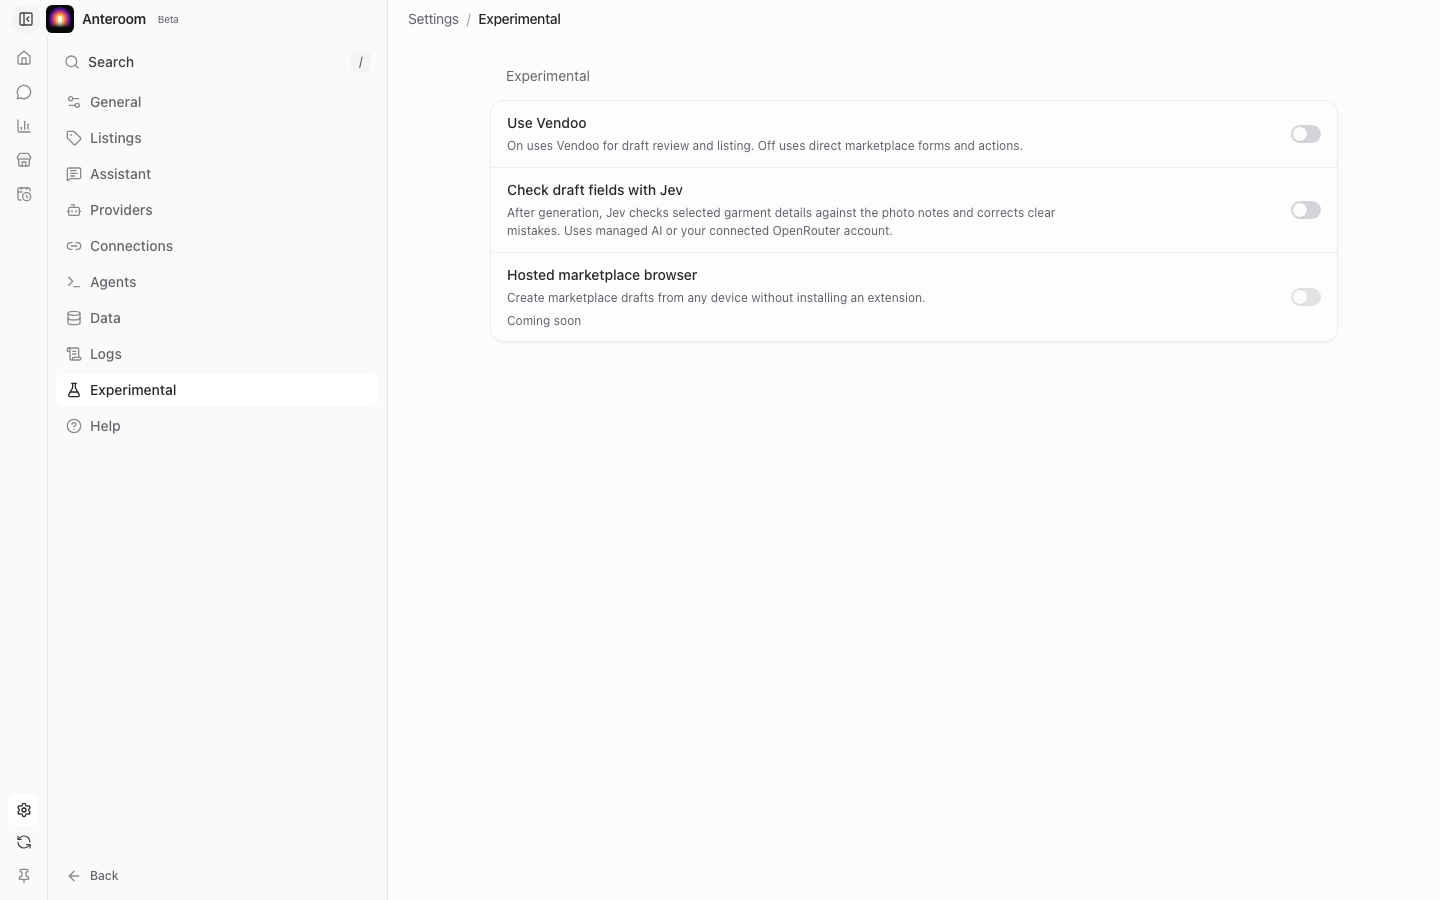 Anteroom Beta
Settings / Experimental
Search /
General
Listings
Assistant
Providers
Connections
Agents
Data
Logs
Experimental
Help
Back
Experimental
Use Vendoo
On uses Vendoo for draft review and listing. Off uses direct marketplace forms and actions.
Check draft fields with Jev
After generation, Jev checks selected garment details against the photo notes and corrects clear
mistakes. Uses managed AI or your connected OpenRouter account.
Hosted marketplace browser
Create marketplace drafts from any device without installing an extension.
Coming soon